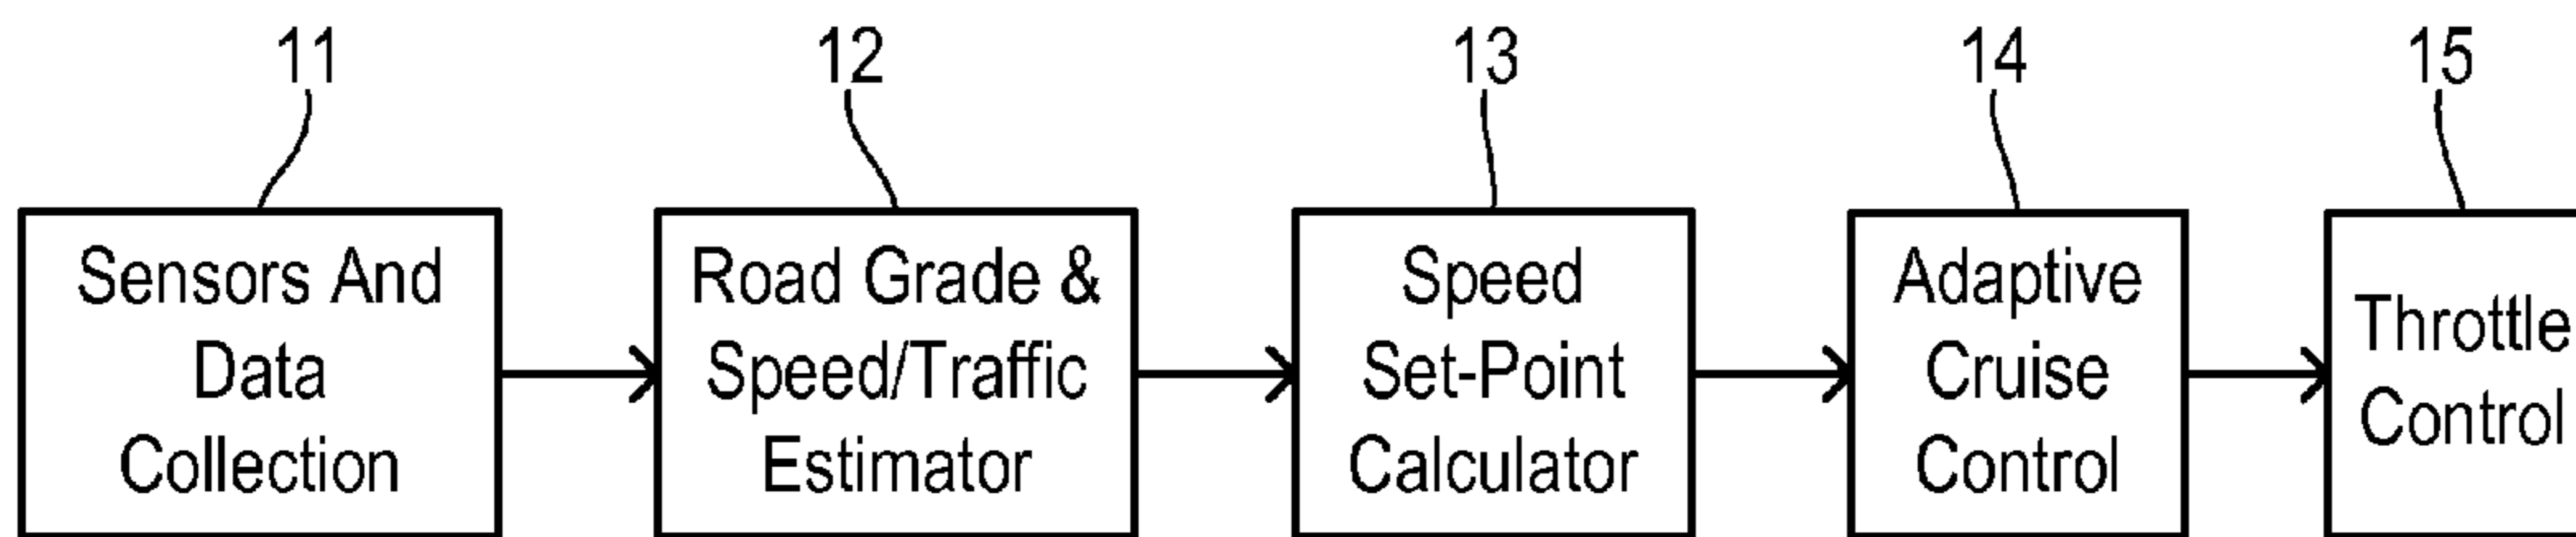 11
12
13
14
15
Sensors And
Data
Collection
Road Grade &
Speed/Traffic
Estimator
Speed
Set-Point
Calculator
Adaptive
Cruise
Control
Throttle
Control